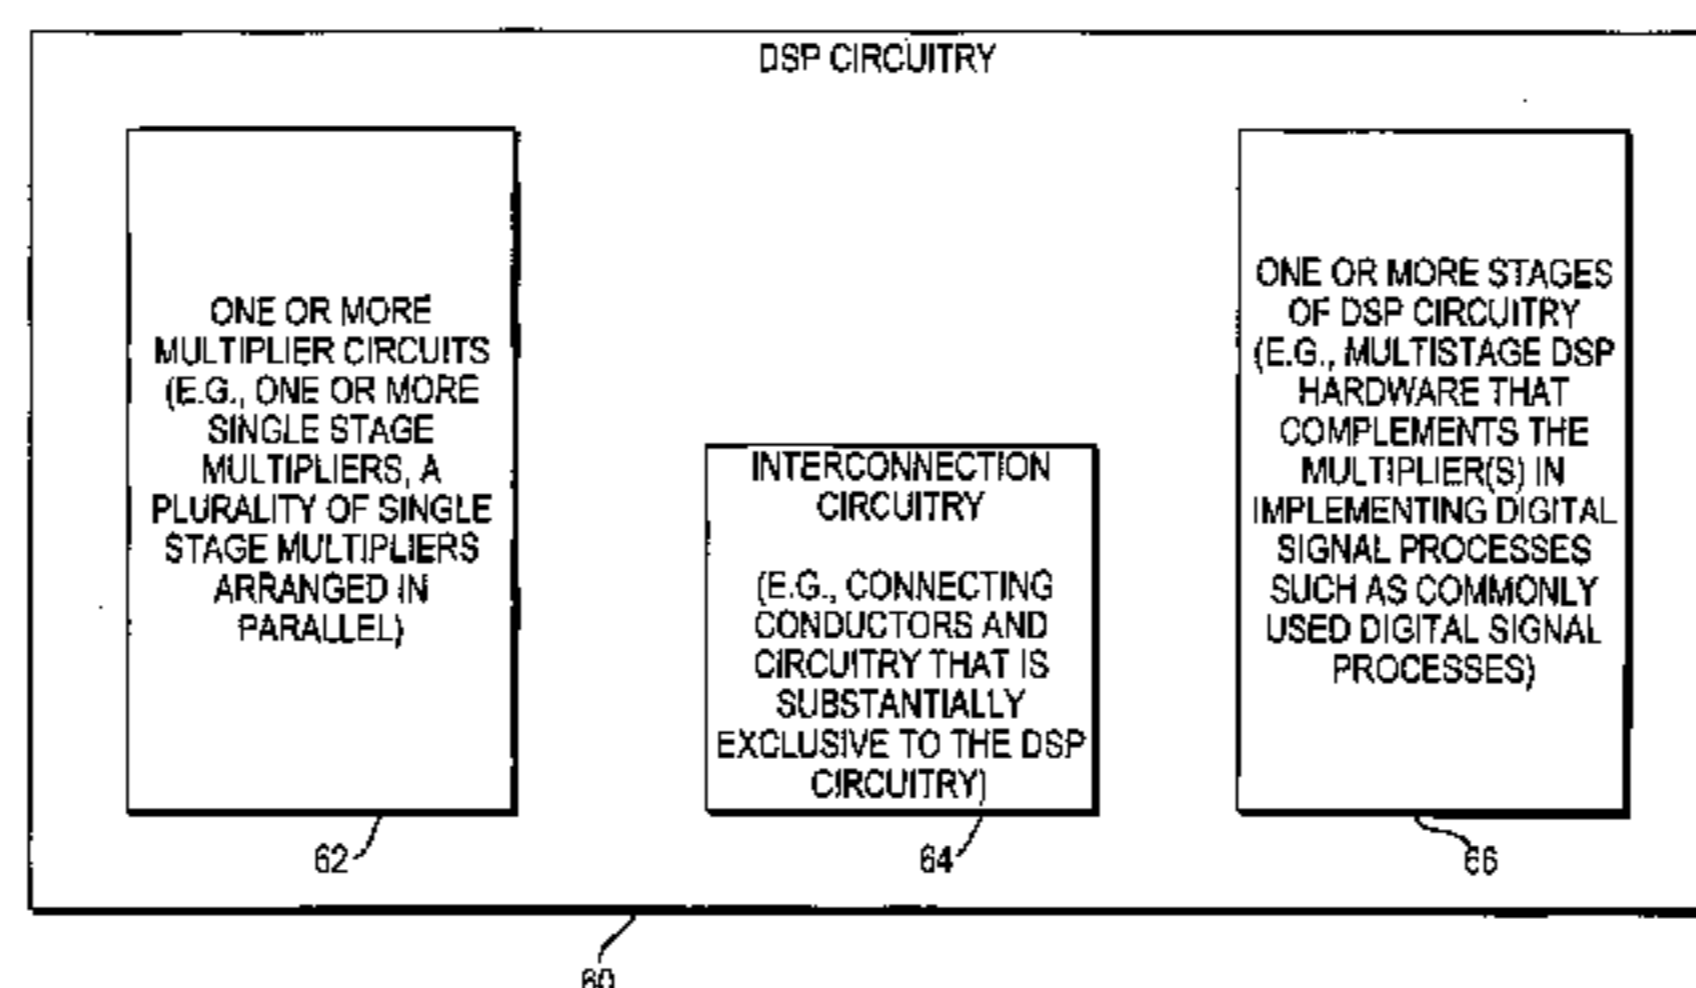 DSP CIRCUITRY
ONE OR MORE
MULTIPLIER CIRCUITS
(E.G., ONE OR MORE
SINGLE STAGE
MULTIPLIERS, A
PLURALITY OF SINGLE
STAGE MULTIPLIERS
ARRANGED IN
PARALLEL)
62
INTERCONNECTION
CIRCUITRY
(E.G., CONNECTING
CONDUCTORS AND
CIRCUITRY THAT IS
SUBSTANTIALLY
EXCLUSIVE TO THE DSP
CIRCUITRY)
64
ONE OR MORE STAGES
OF DSP CIRCUITRY
(E.G., MULTISTAGE DSP
HARDWARE THAT
COMPLEMENTS THE
MULTIPLIER(S) IN
IMPLEMENTING DIGITAL
SIGNAL PROCESSES
SUCH AS COMMONLY
USED DIGITAL SIGNAL
PROCESSES)
66
60